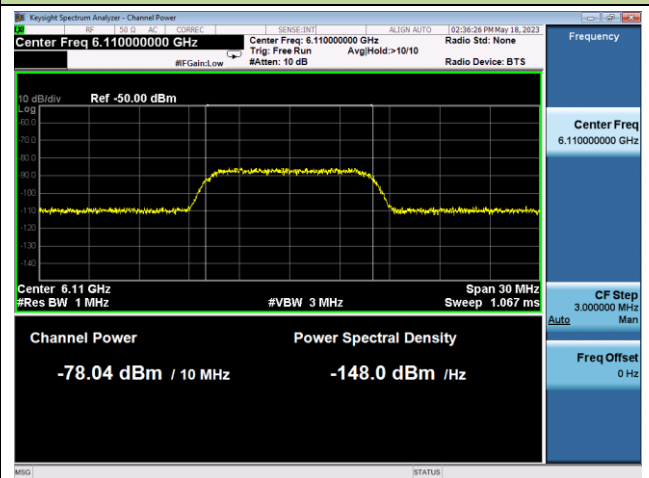 Keysight Spectrum Analyzer - Channel Power
RF 50 Ω AC CORREC SENSE:INT ALIGN AUTO 02:36:26 PM May 18, 2023
Center Freq 6.110000000 GHz
Center Freq: 6.110000000 GHz Radio Std: None
Trig: Free Run Avg|Hold:>10/10
#IFGain:Low #Atten: 10 dB Radio Device: BTS
Frequency
10 dB/div Ref -50.00 dBm
Log
-60.0
-70.0
-80.0
-90.0
-100
-110
-120
-130
-140
Center 6.11 GHz Span 30 MHz
#Res BW 1 MHz #VBW 3 MHz Sweep 1.067 ms
Channel Power Power Spectral Density
-78.04 dBm / 10 MHz -148.0 dBm /Hz
Center Freq
6.110000000 GHz
CF Step
3.000000 MHz
Auto Man
Freq Offset
0 Hz
MSG STATUS